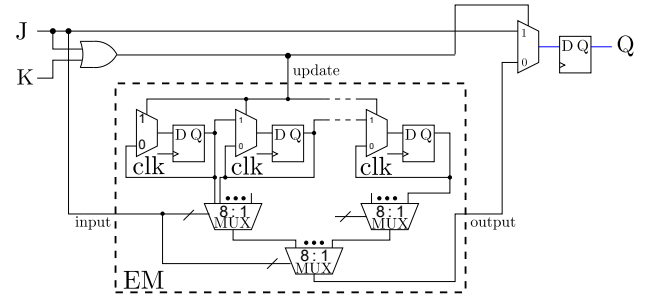 J
1
D Q
Q
0
K
update
1
D Q
1
D Q
1
D Q
0
0
0
clk
clk
clk
8:1
MUX
8:1
MUX
input
output
8:1
MUX
EM